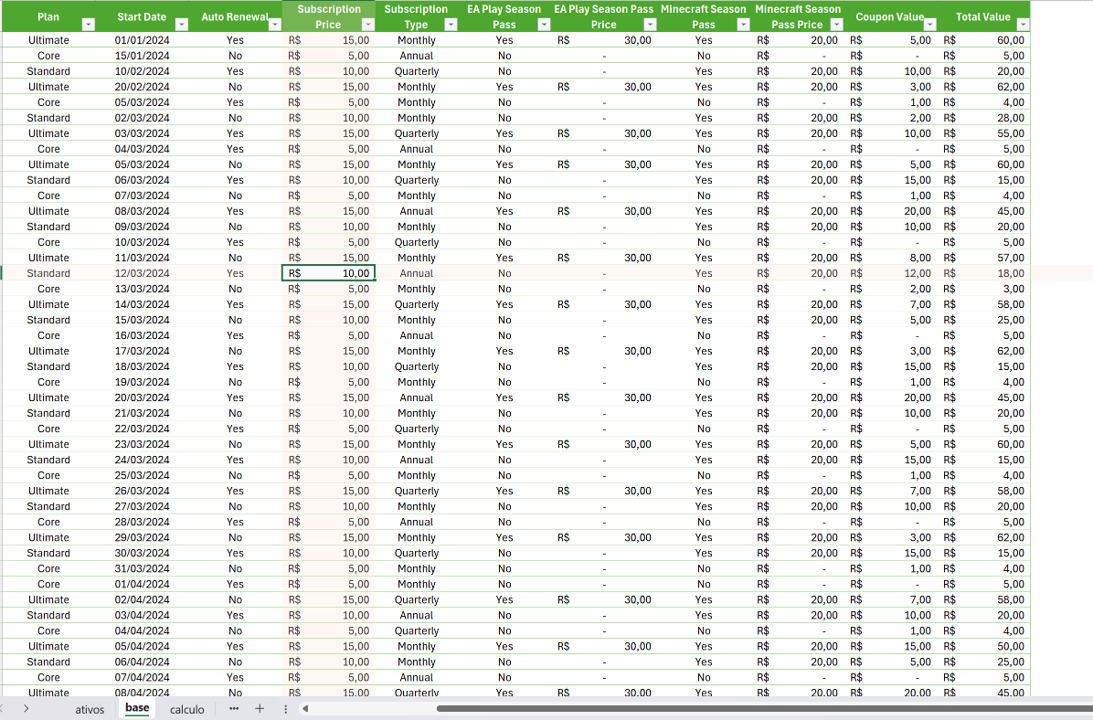 Plan Start Date Auto Renewal Subscription Price Subscription Type EA Play Season Pass EA Play Season Pass Price Minecraft Season Pass Minecraft Season Pass Price Coupon Value Total Value
Ultimate 01/01/2024 Yes R$ 15,00 Monthly Yes R$ 30,00 Yes R$ 20,00 R$ 5,00 R$ 60,00
Core 15/01/2024 No R$ 5,00 Annual No - No R$ - R$ - R$ 5,00
Standard 10/02/2024 Yes R$ 10,00 Quarterly No - Yes R$ 20,00 R$ 10,00 R$ 20,00
Ultimate 20/02/2024 No R$ 15,00 Monthly Yes R$ 30,00 Yes R$ 20,00 R$ 3,00 R$ 62,00
Core 05/03/2024 Yes R$ 5,00 Monthly No - No R$ - R$ 1,00 R$ 4,00
Standard 02/03/2024 No R$ 10,00 Monthly No - Yes R$ 20,00 R$ 2,00 R$ 28,00
Ultimate 03/03/2024 Yes R$ 15,00 Quarterly Yes R$ 30,00 Yes R$ 20,00 R$ 10,00 R$ 55,00
Core 04/03/2024 Yes R$ 5,00 Annual No - No R$ - R$ - R$ 5,00
Ultimate 05/03/2024 No R$ 15,00 Monthly Yes R$ 30,00 Yes R$ 20,00 R$ 5,00 R$ 60,00
Standard 06/03/2024 Yes R$ 10,00 Quarterly No - Yes R$ 20,00 R$ 15,00 R$ 15,00
Core 07/03/2024 No R$ 5,00 Monthly No - No R$ - R$ 1,00 R$ 4,00
Ultimate 08/03/2024 Yes R$ 15,00 Annual Yes R$ 30,00 Yes R$ 20,00 R$ 20,00 R$ 45,00
Standard 09/03/2024 No R$ 10,00 Monthly No - Yes R$ 20,00 R$ 10,00 R$ 20,00
Core 10/03/2024 Yes R$ 5,00 Quarterly No - No R$ - R$ - R$ 5,00
Ultimate 11/03/2024 No R$ 15,00 Monthly Yes R$ 30,00 Yes R$ 20,00 R$ 8,00 R$ 57,00
Standard 12/03/2024 Yes R$ 10,00 Annual No - Yes R$ 20,00 R$ 12,00 R$ 18,00
Core 13/03/2024 No R$ 5,00 Monthly No - No R$ - R$ 2,00 R$ 3,00
Ultimate 14/03/2024 Yes R$ 15,00 Quarterly Yes R$ 30,00 Yes R$ 20,00 R$ 7,00 R$ 58,00
Standard 15/03/2024 No R$ 10,00 Monthly No - Yes R$ 20,00 R$ 5,00 R$ 25,00
Core 16/03/2024 Yes R$ 5,00 Annual No - No R$ - R$ - R$ 5,00
Ultimate 17/03/2024 No R$ 15,00 Monthly Yes R$ 30,00 Yes R$ 20,00 R$ 3,00 R$ 62,00
Standard 18/03/2024 Yes R$ 10,00 Quarterly No - Yes R$ 20,00 R$ 15,00 R$ 15,00
Core 19/03/2024 No R$ 5,00 Monthly No - No R$ - R$ 1,00 R$ 4,00
Ultimate 20/03/2024 Yes R$ 15,00 Annual Yes R$ 30,00 Yes R$ 20,00 R$ 20,00 R$ 45,00
Standard 21/03/2024 No R$ 10,00 Monthly No - Yes R$ 20,00 R$ 10,00 R$ 20,00
Core 22/03/2024 Yes R$ 5,00 Quarterly No - No R$ - R$ - R$ 5,00
Ultimate 23/03/2024 No R$ 15,00 Monthly Yes R$ 30,00 Yes R$ 20,00 R$ 5,00 R$ 60,00
Standard 24/03/2024 Yes R$ 10,00 Annual No - Yes R$ 20,00 R$ 15,00 R$ 15,00
Core 25/03/2024 No R$ 5,00 Monthly No - No R$ - R$ 1,00 R$ 4,00
Ultimate 26/03/2024 Yes R$ 15,00 Quarterly Yes R$ 30,00 Yes R$ 20,00 R$ 7,00 R$ 58,00
Standard 27/03/2024 No R$ 10,00 Monthly No - Yes R$ 20,00 R$ 10,00 R$ 20,00
Core 28/03/2024 Yes R$ 5,00 Annual No - No R$ - R$ - R$ 5,00
Ultimate 29/03/2024 No R$ 15,00 Monthly Yes R$ 30,00 Yes R$ 20,00 R$ 3,00 R$ 62,00
Standard 30/03/2024 Yes R$ 10,00 Quarterly No - Yes R$ 20,00 R$ 15,00 R$ 15,00
Core 31/03/2024 No R$ 5,00 Monthly No - No R$ - R$ 1,00 R$ 4,00
Core 01/04/2024 Yes R$ 5,00 Monthly No - No R$ - R$ - R$ 5,00
Ultimate 02/04/2024 No R$ 15,00 Quarterly Yes R$ 30,00 Yes R$ 20,00 R$ 7,00 R$ 58,00
Standard 03/04/2024 Yes R$ 10,00 Annual No - Yes R$ 20,00 R$ 10,00 R$ 20,00
Core 04/04/2024 No R$ 5,00 Quarterly No - No R$ - R$ 1,00 R$ 4,00
Ultimate 05/04/2024 Yes R$ 15,00 Monthly Yes R$ 30,00 Yes R$ 20,00 R$ 15,00 R$ 50,00
Standard 06/04/2024 No R$ 10,00 Monthly No - Yes R$ 20,00 R$ 5,00 R$ 25,00
Core 07/04/2024 Yes R$ 5,00 Annual No - No R$ - R$ - R$ 5,00
Ultimate 08/04/2024 No R$ 15,00 Quarterly Yes R$ 30,00 Yes R$ 20,00 R$ 20,00 R$ 45,00
ativos base calculo